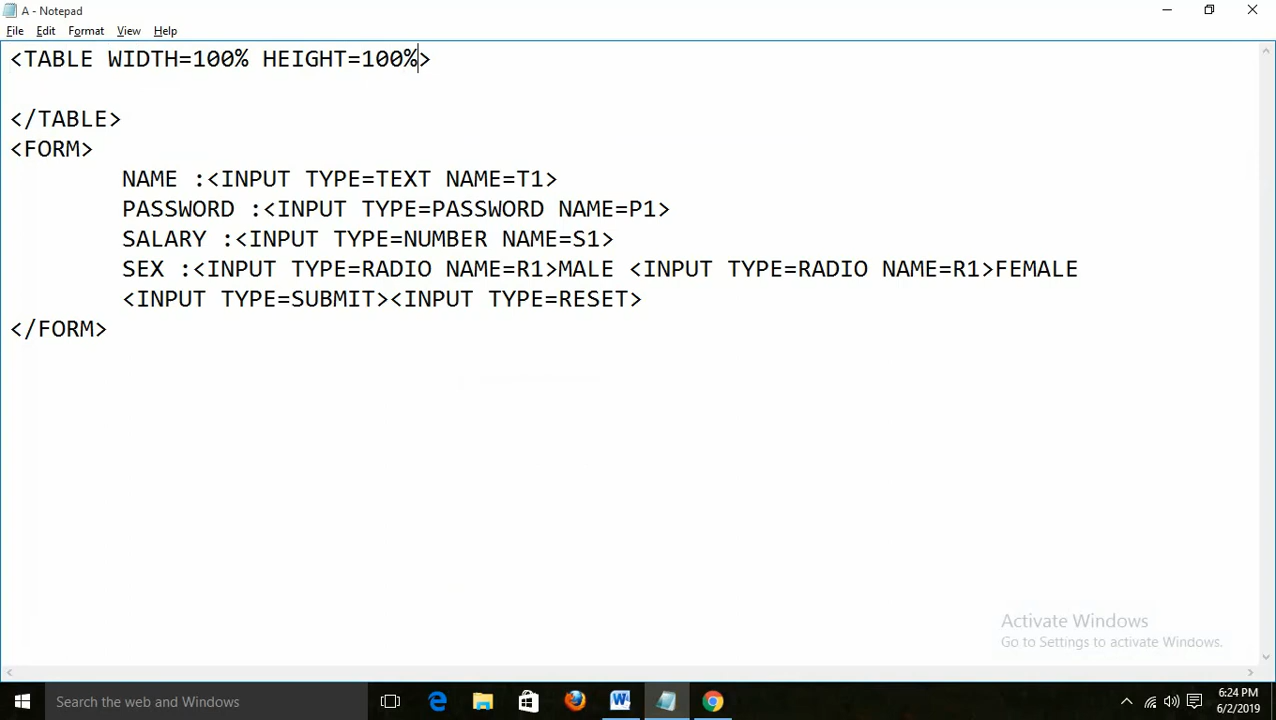 A - Notepad
File Edit Format View Help
<TABLE WIDTH=100% HEIGHT=100%>
</TABLE>
<FORM>
NAME :<INPUT TYPE=TEXT NAME=T1>
PASSWORD :<INPUT TYPE=PASSWORD NAME=P1>
SALARY :<INPUT TYPE=NUMBER NAME=S1>
SEX :<INPUT TYPE=RADIO NAME=R1>MALE <INPUT TYPE=RADIO NAME=R1>FEMALE
<INPUT TYPE=SUBMIT><INPUT TYPE=RESET>
</FORM>
Activate Windows
Go to Settings to activate Windows.
Search the web and Windows
6:24 PM
6/2/2019